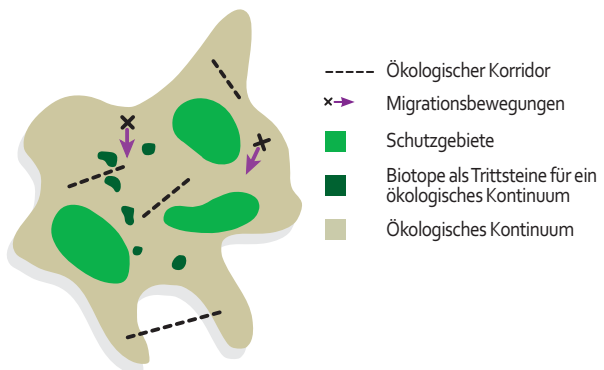 Ökologischer Korridor
Migrationsbewegungen
Schutzgebiete
Biotope als Trittsteine für ein
ökologisches Kontinuum
Ökologisches Kontinuum